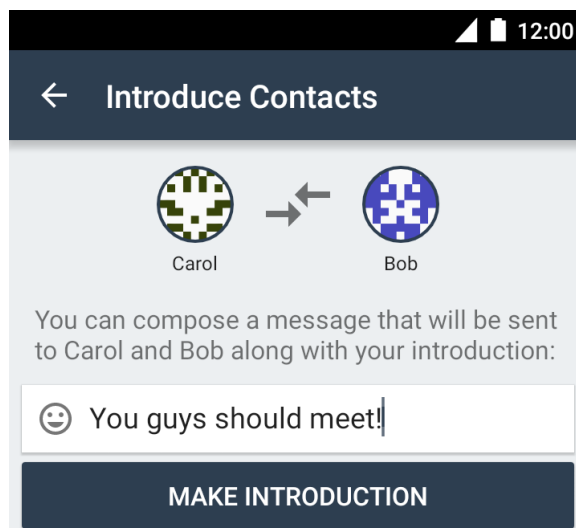 12:00
Introduce Contacts
Carol
Bob
You can compose a message that will be sent
to Carol and Bob along with your introduction:
You guys should meet!
MAKE INTRODUCTION